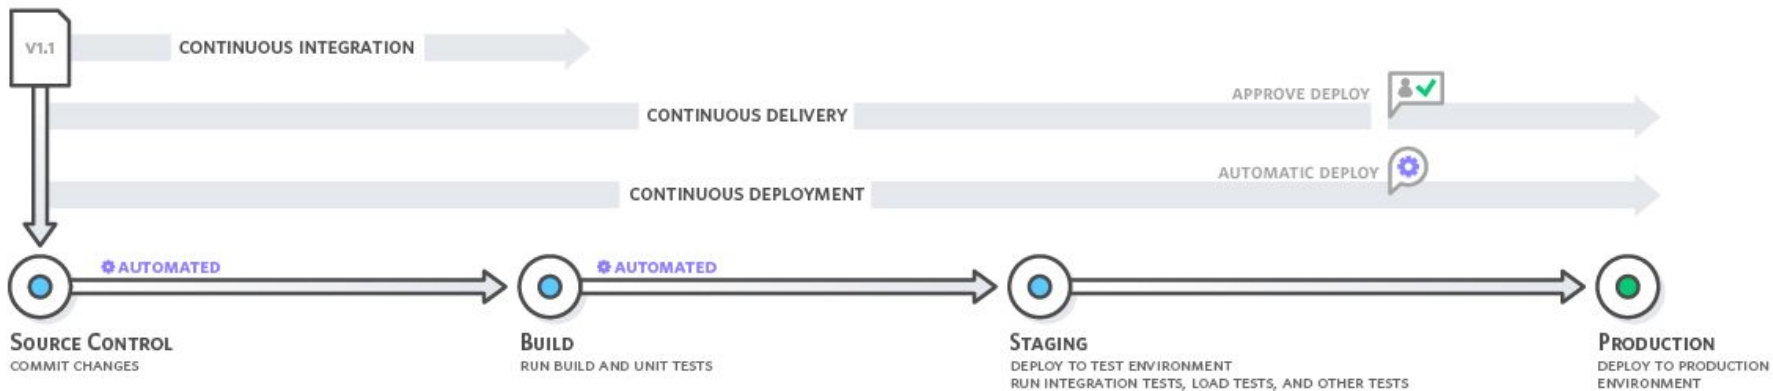 V1.1
CONTINUOUS INTEGRATION
APPROVE DEPLOY
CONTINUOUS DELIVERY
AUTOMATIC DEPLOY
CONTINUOUS DEPLOYMENT
AUTOMATED
AUTOMATED
SOURCE CONTROL
COMMIT CHANGES
BUILD
RUN BUILD AND UNIT TESTS
STAGING
DEPLOY TO TEST ENVIRONMENT
RUN INTEGRATION TESTS, LOAD TESTS, AND OTHER TESTS
PRODUCTION
DEPLOY TO PRODUCTION
ENVIRONMENT